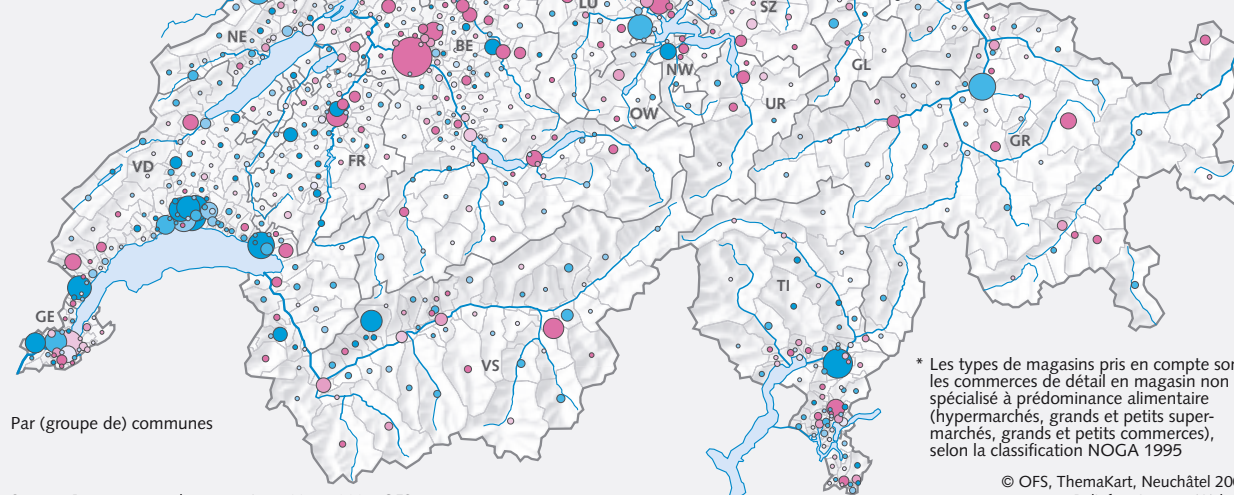 LU
SZ
NE
BE
GL
NW
UR
OW
GR
VD
FR
TI
GE
VS
* Les types de magasins pris en compte
les commerces de détail en magasin non
spécialisé à prédominance alimentaire
(hypermarchés, grands et petits super-
marchés, grands et petits commerces),
selon la classification NOGA 1995
Par (groupe de) communes
© OFS, ThemaKart, Neuchâtel